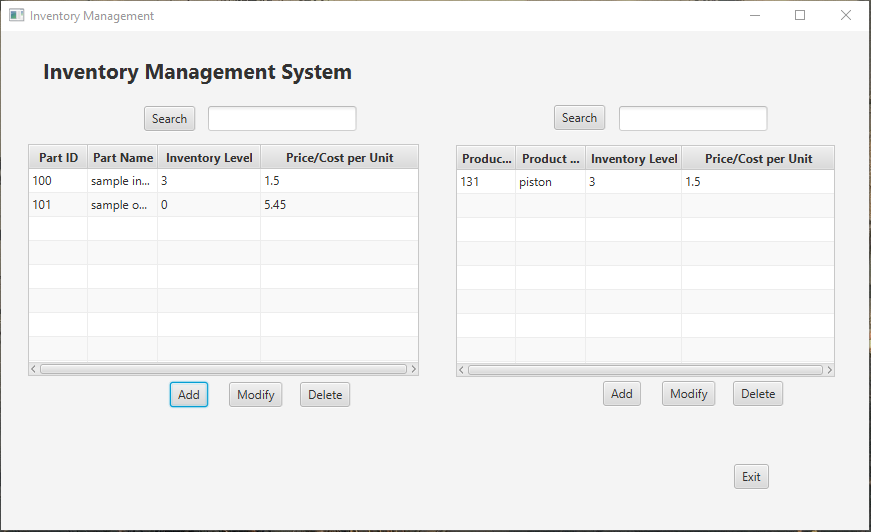 Inventory Management
Inventory Management System
Search
Search
Part ID Part Name Inventory Level Price/Cost per Unit
100 sample in... 3 1.5
101 sample o... 0 5.45
Produc... Product ... Inventory Level Price/Cost per Unit
131 piston 3 1.5
Add Modify Delete
Add Modify Delete
Exit